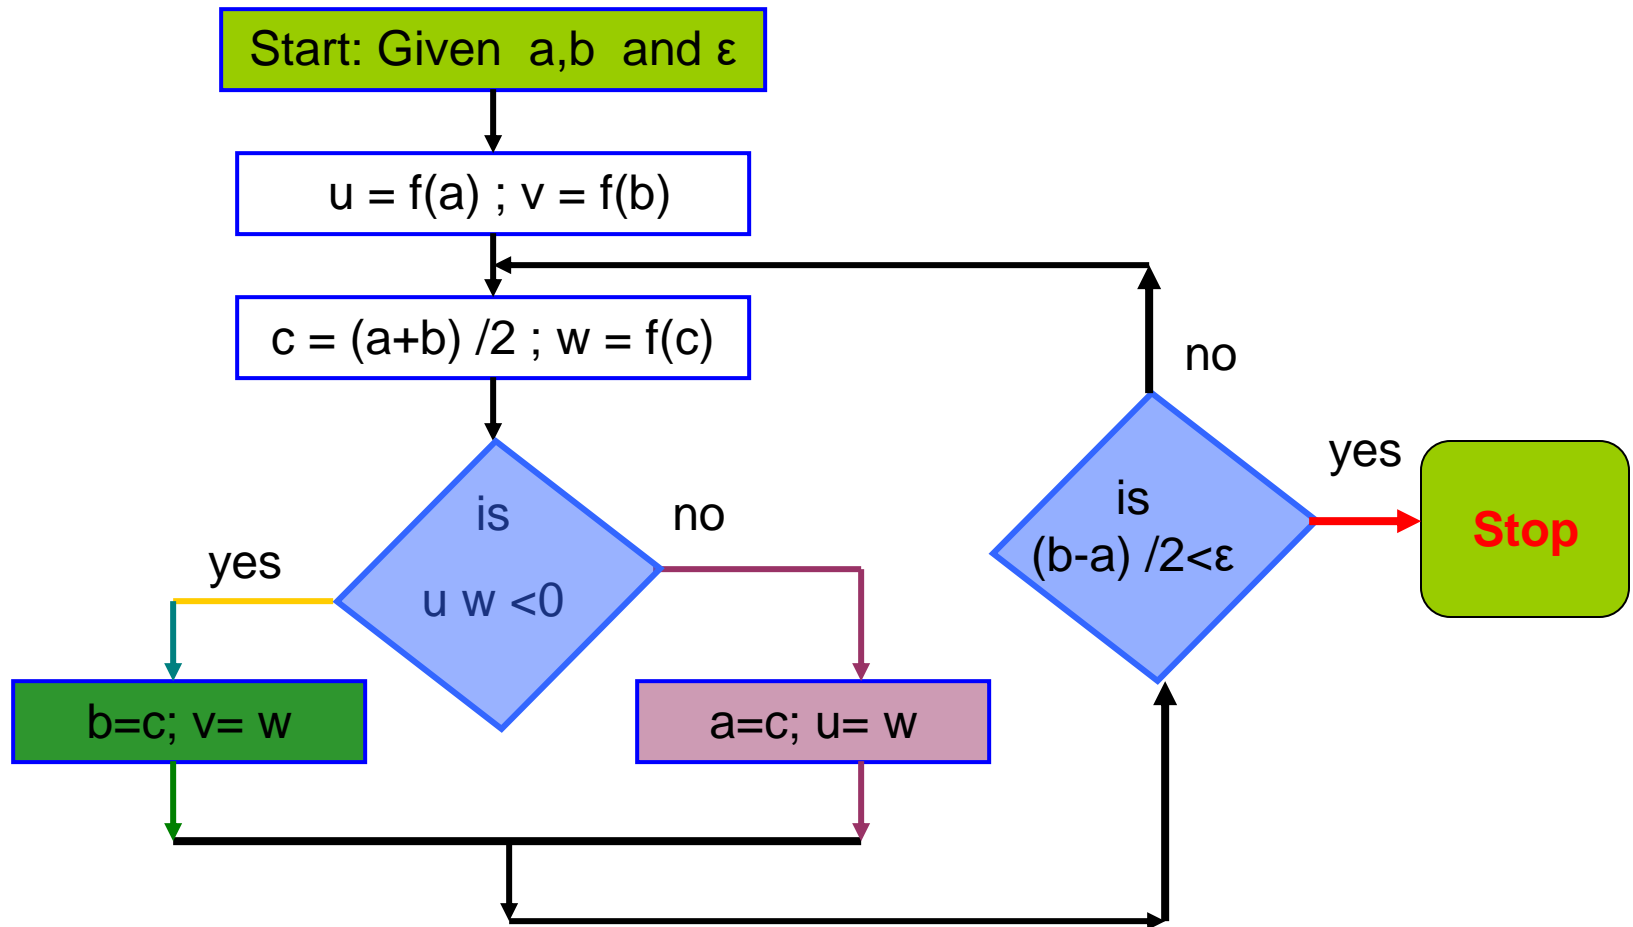 Start: Given a,b and ε
u = f(a) ; v = f(b)
c = (a+b) /2 ; w = f(c)
is
u w <0
yes
no
b=c; v= w
a=c; u= w
is
(b-a) /2<ε
no
yes
Stop